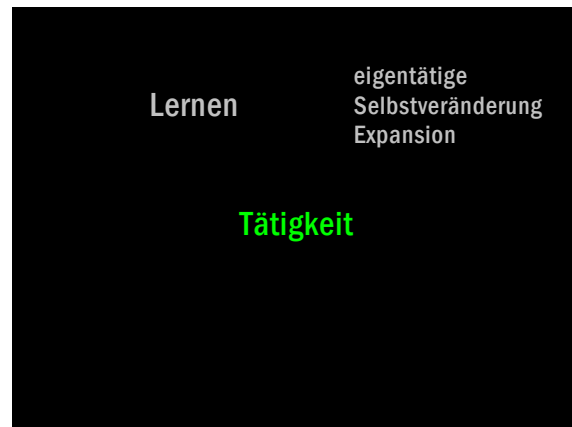 Lernen
eigentätige
Selbstveränderung
Expansion
Tätigkeit